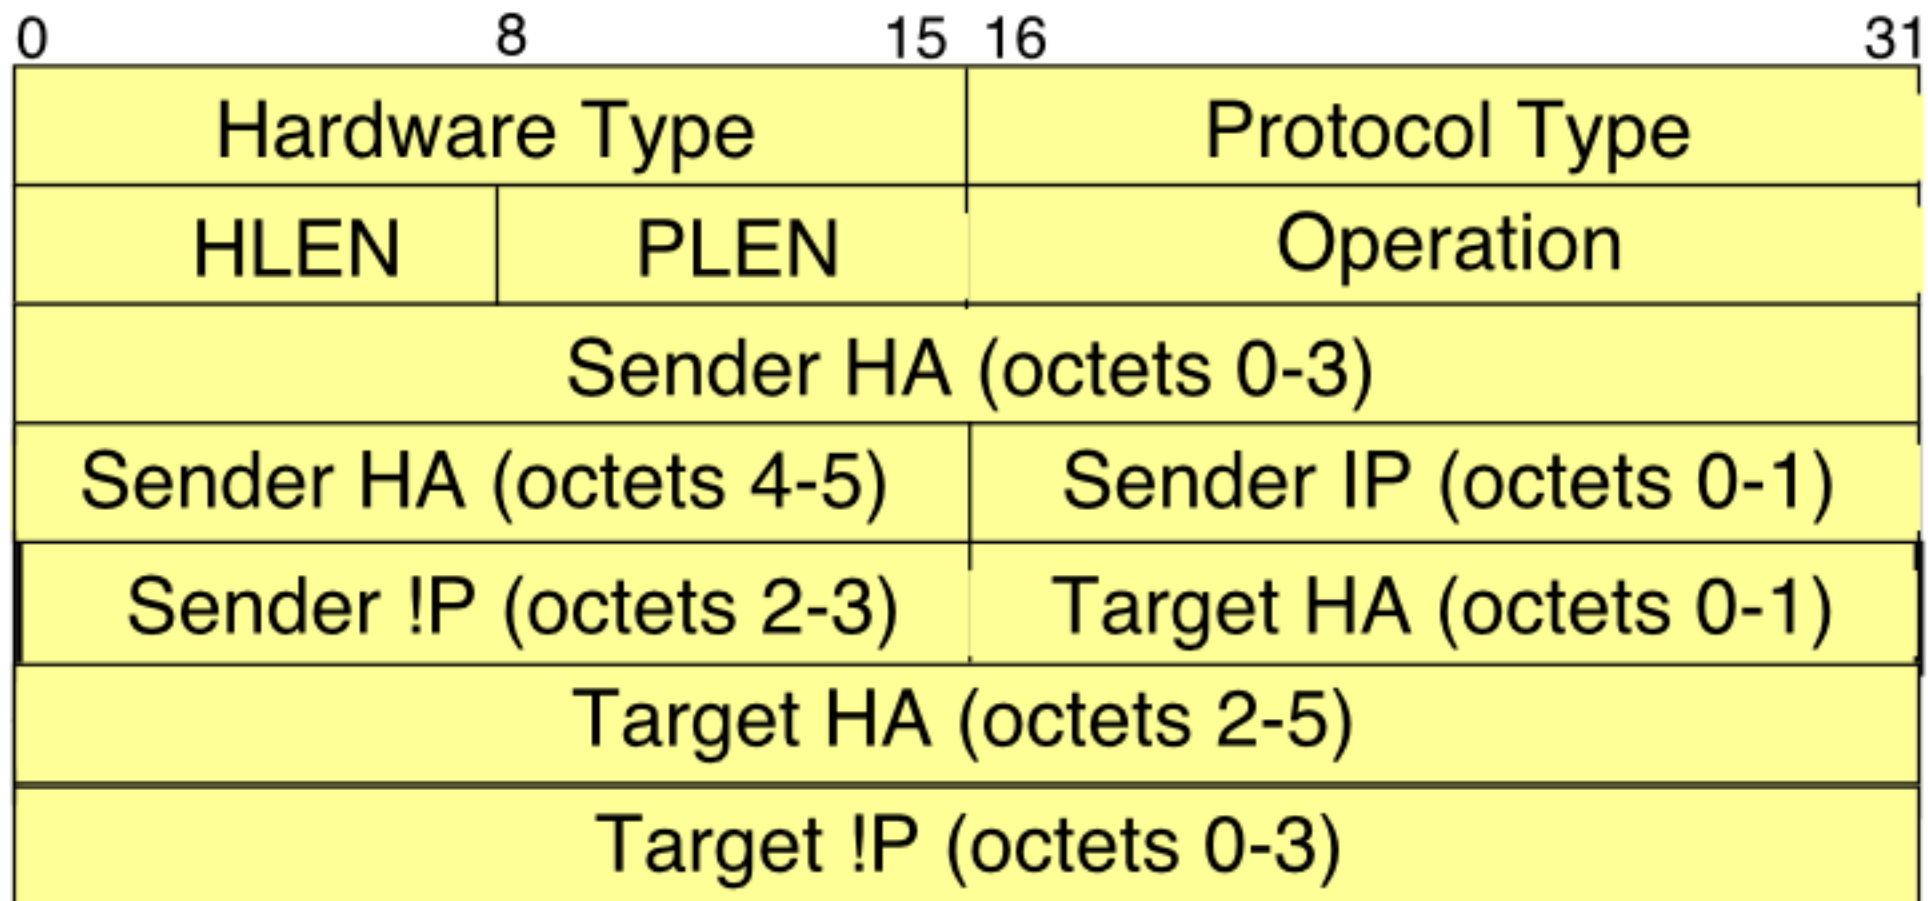 0 8 15 16 31
Hardware Type Protocol Type
HLEN PLEN Operation
Sender HA (octets 0-3)
Sender HA (octets 4-5) Sender IP (octets 0-1)
Sender !P (octets 2-3) Target HA (octets 0-1)
Target HA (octets 2-5)
Target !P (octets 0-3)